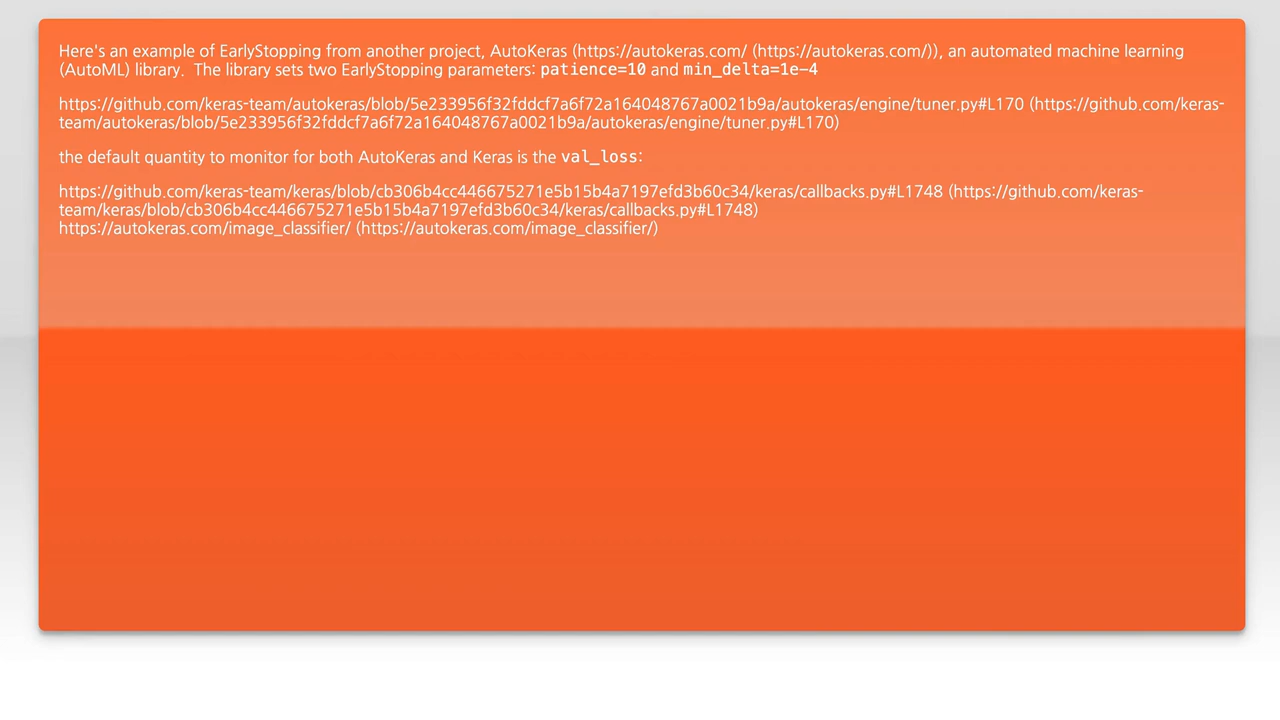 Here's an example of EarlyStopping from another project, AutoKeras (https://autokeras.com/ (https://autokeras.com/)), an automated machine learning
(AutoML) library.  The library sets two EarlyStopping parameters: patience=10 and min_delta=1e-4
https://github.com/keras-team/autokeras/blob/5e233956f32fddcf7a6f72a164048767a0021b9a/autokeras/engine/tuner.py#L170 (https://github.com/keras-
team/autokeras/blob/5e233956f32fddcf7a6f72a164048767a0021b9a/autokeras/engine/tuner.py#L170)
the default quantity to monitor for both AutoKeras and Keras is the val_loss:
https://github.com/keras-team/keras/blob/cb306b4cc446675271e5b15b4a7197efd3b60c34/keras/callbacks.py#L1748 (https://github.com/keras-
team/keras/blob/cb306b4cc446675271e5b15b4a7197efd3b60c34/keras/callbacks.py#L1748)
https://autokeras.com/image_classifier/ (https://autokeras.com/image_classifier/)